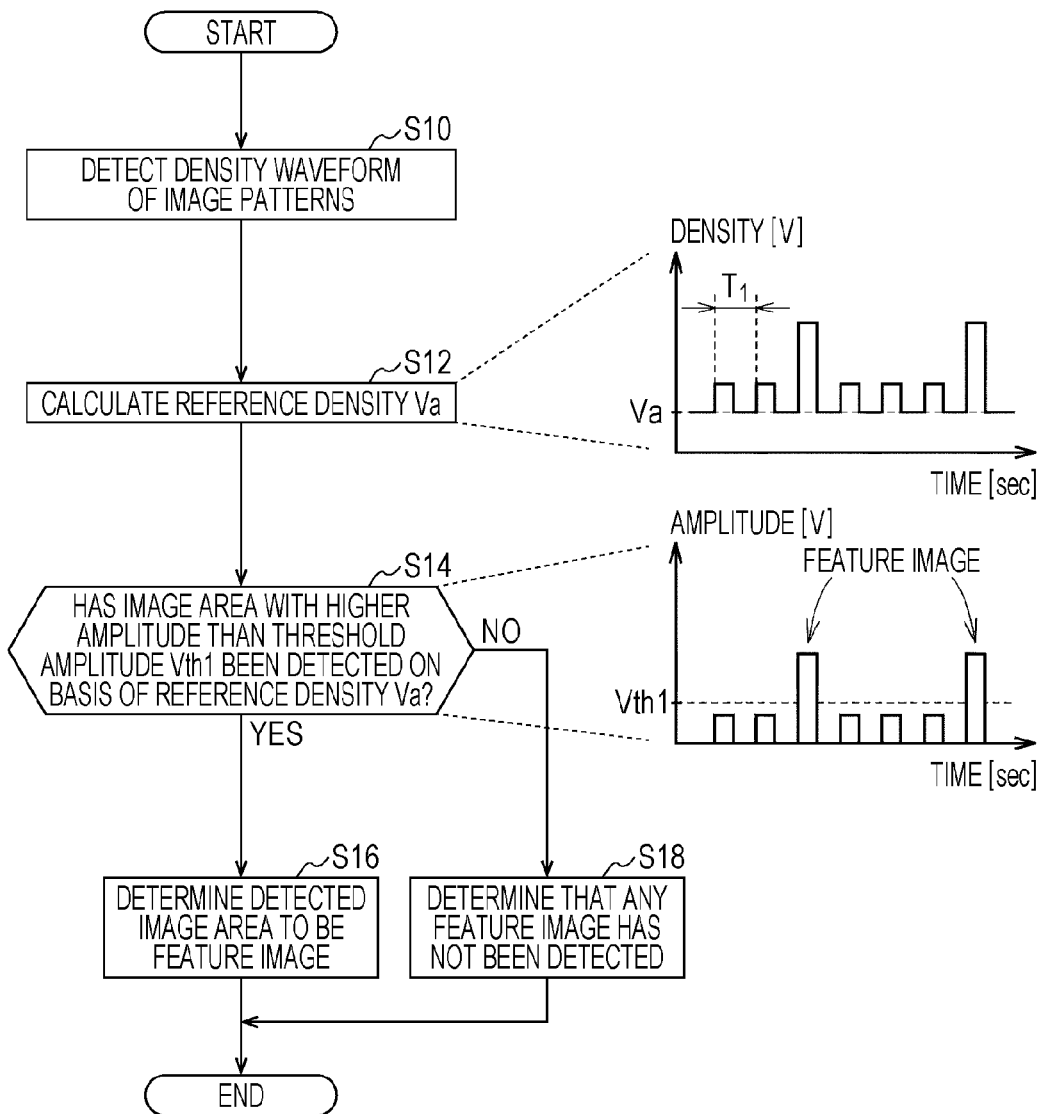 START
S10
DETECT DENSITY WAVEFORM
OF IMAGE PATTERNS
S12
CALCULATE REFERENCE DENSITY Va
DENSITY [V]
T1
Va
TIME [sec]
S14
HAS IMAGE AREA WITH HIGHER
AMPLITUDE THAN THRESHOLD
AMPLITUDE Vth1 BEEN DETECTED ON
BASIS OF REFERENCE DENSITY Va?
NO
YES
AMPLITUDE [V]
FEATURE IMAGE
Vth1
TIME [sec]
S16
DETERMINE DETECTED
IMAGE AREA TO BE
FEATURE IMAGE
S18
DETERMINE THAT ANY
FEATURE IMAGE HAS
NOT BEEN DETECTED
END